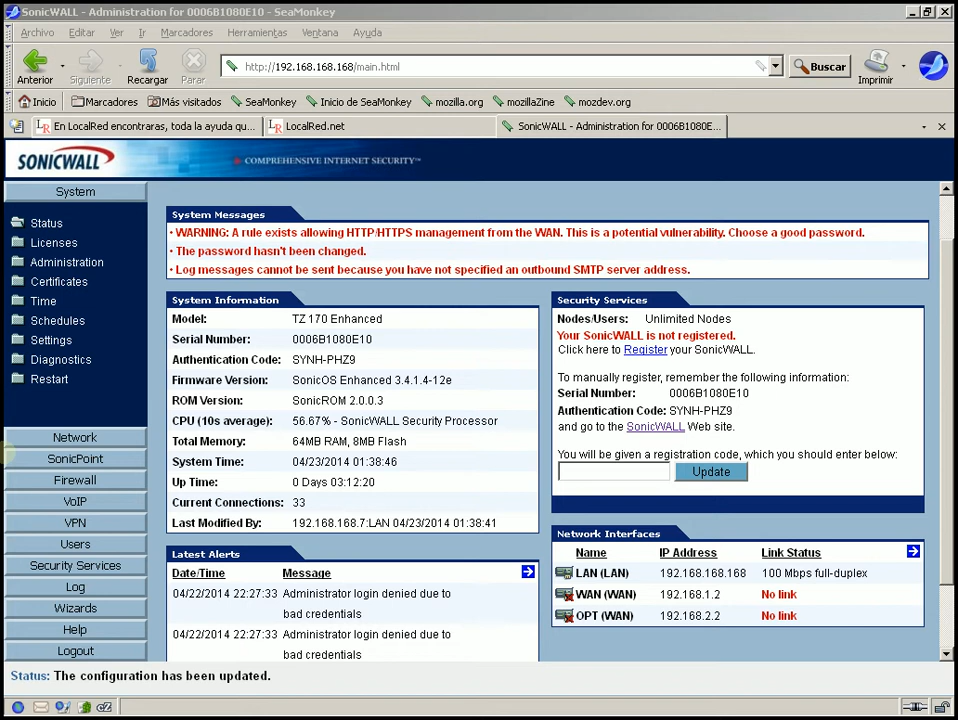 SonicWALL - Administration for 0006B1080E10 - SeaMonkey
Archivo Editar Ver Ir Marcadores Herramientas Ventana Ayuda
http://192.168.168.168/main.html
Buscar
Anterior Siguiente Recargar Parar Imprimir
Inicio Marcadores Más visitados SeaMonkey Inicio de SeaMonkey mozilla.org mozillaZine mozdev.org
En LocalRed encontraras, toda la ayuda qu... LocalRed.net SonicWALL - Administration for 0006B1080E...
SONICWALL COMPREHENSIVE INTERNET SECURITY™
System
Status
Licenses
Administration
Certificates
Time
Schedules
Settings
Diagnostics
Restart
Network
SonicPoint
Firewall
VoIP
VPN
Users
Security Services
Log
Wizards
Help
Logout
System Messages
• WARNING: A rule exists allowing HTTP/HTTPS management from the WAN. This is a potential vulnerability. Choose a good password.
• The password hasn't been changed.
• Log messages cannot be sent because you have not specified an outbound SMTP server address.
System Information
Model: TZ 170 Enhanced
Serial Number: 0006B1080E10
Authentication Code: SYNH-PHZ9
Firmware Version: SonicOS Enhanced 3.4.1.4-12e
ROM Version: SonicROM 2.0.0.3
CPU (10s average): 56.67% - SonicWALL Security Processor
Total Memory: 64MB RAM, 8MB Flash
System Time: 04/23/2014 01:38:46
Up Time: 0 Days 03:12:20
Current Connections: 33
Last Modified By: 192.168.168.7:LAN 04/23/2014 01:38:41
Latest Alerts
Date/Time Message
04/22/2014 22:27:33 Administrator login denied due to
bad credentials
04/22/2014 22:27:33 Administrator login denied due to
bad credentials
Security Services
Nodes/Users: Unlimited Nodes
Your SonicWALL is not registered.
Click here to Register your SonicWALL.
To manually register, remember the following information:
Serial Number: 0006B1080E10
Authentication Code: SYNH-PHZ9
and go to the SonicWALL Web site.
You will be given a registration code, which you should enter below:
Update
Network Interfaces
Name IP Address Link Status
LAN (LAN) 192.168.168.168 100 Mbps full-duplex
WAN (WAN) 192.168.1.2 No link
OPT (WAN) 192.168.2.2 No link
Status: The configuration has been updated.